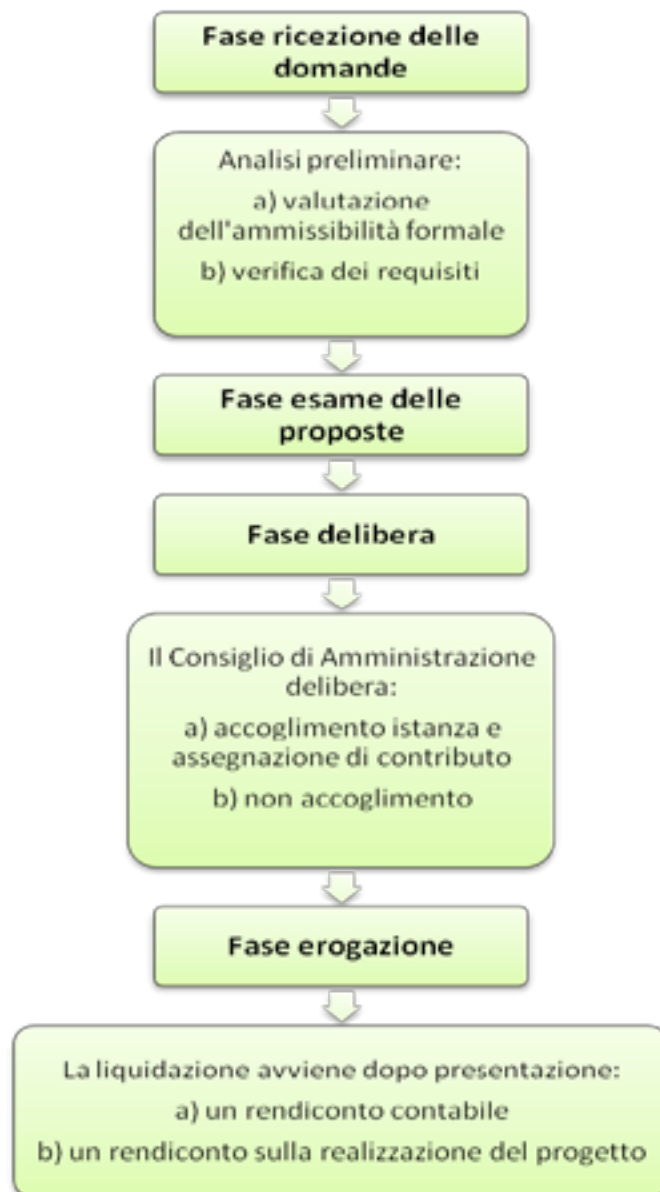 Fase ricezione delle
domande
Analisi preliminare:
a) valutazione
dell'ammissibilità formale
b) verifica dei requisiti
Fase esame delle
proposte
Fase delibera
Il Consiglio di Amministrazione
delibera:
a) accoglimento istanza e
assegnazione di contributo
b) non accoglimento
Fase erogazione
La liquidazione avviene dopo presentazione:
a) un rendiconto contabile
b) un rendiconto sulla realizzazione del progetto